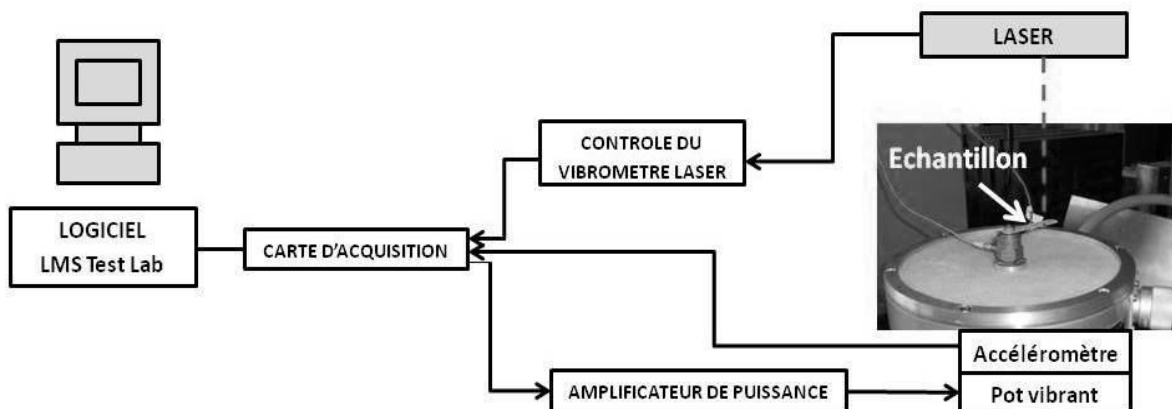 LASER
CONTROLE DU
VIBROMETRE LASER
Echantillon
LOGICIEL
LMS Test Lab
CARTE D'ACQUISITION
Accéléromètre
AMPLIFICATEUR DE PUISSANCE
Pot vibrant